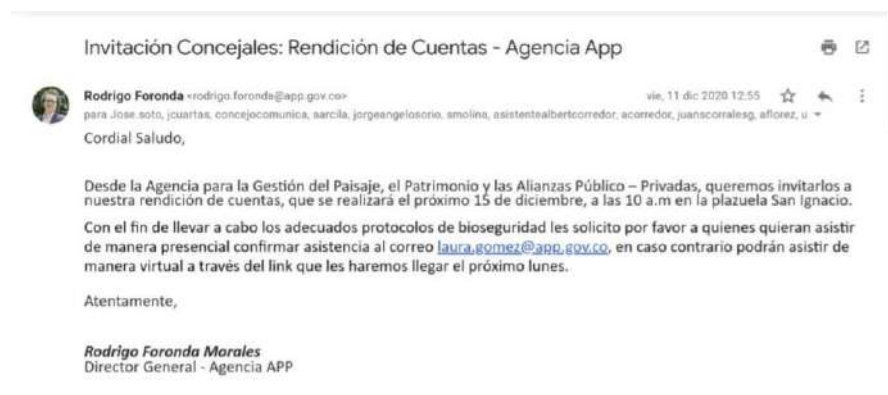 Invitación Concejales: Rendición de Cuentas - Agencia App
Rodrigo Foronda <rodrigo.foronda@app.gov.co>
vie, 11 dic 2020 12:55
para Jose.soto, jcuartas, concejocomunica, aarcila, jorgeangelosorio, smolina, asistentealbertcorredor, acorredor, juanscorralesg, aflorez, u
Cordial Saludo,
Desde la Agencia para la Gestión del Paisaje, el Patrimonio y las Alianzas Público – Privadas, queremos invitarlos a
nuestra rendición de cuentas, que se realizará el próximo 15 de diciembre, a las 10 a.m en la plazuela San Ignacio.
Con el fin de llevar a cabo los adecuados protocolos de bioseguridad les solicito por favor a quienes quieran asistir
de manera presencial confirmar asistencia al correo laura.gomez@app.gov.co, en caso contrario podrán asistir de
manera virtual a través del link que les haremos llegar el próximo lunes.
Atentamente,
Rodrigo Foronda Morales
Director General - Agencia APP